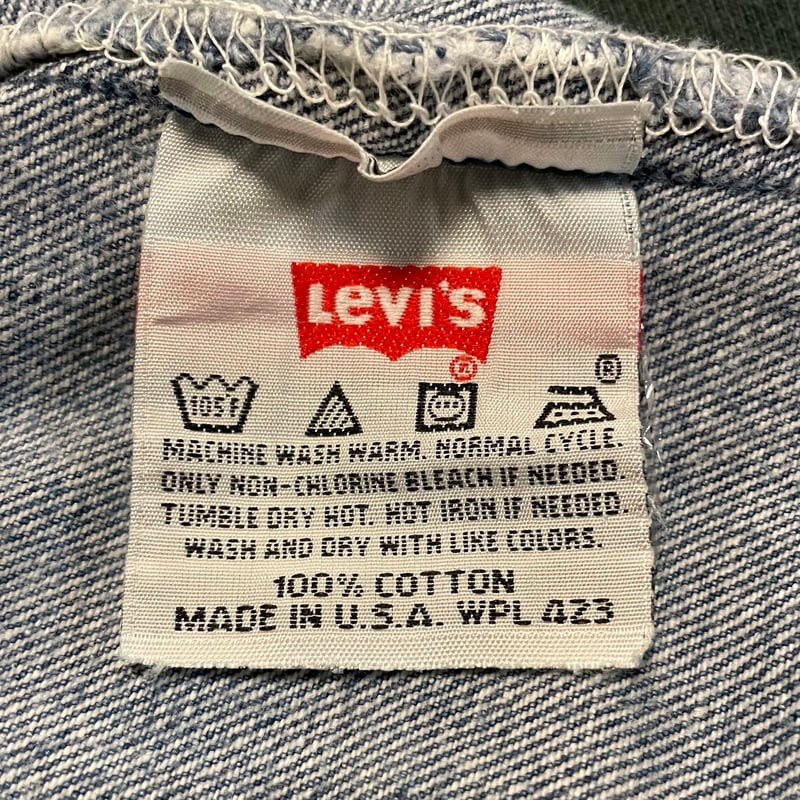 Levi's
®
105F
®
MACHINE WASH WARM. NORMAL CYCLE.
ONLY NON-CHLORINE BLEACH IF NEEDED.
TUMBLE DRY HOT. HOT IRON IF NEEDED.
WASH AND DRY WITH LIKE COLORS.
100% COTTON
MADE IN U.S.A. WPL 423